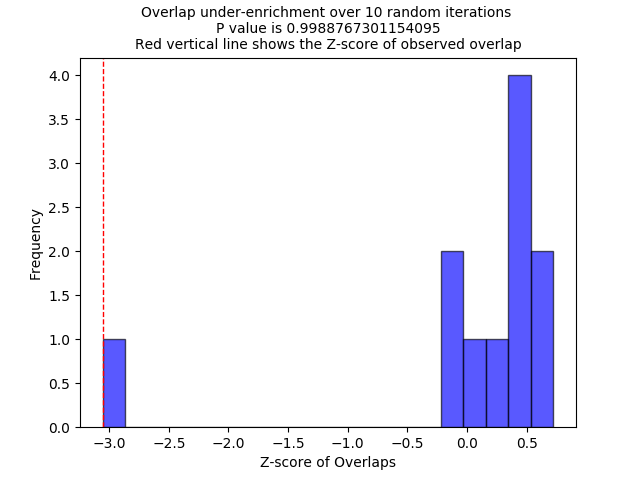 Overlap under-enrichment over 10 random iterations
P value is 0.9988767301154095
Red vertical line shows the Z-score of observed overlap
4.0
3.5
3.0
2.5
2.0
1.5
1.0
0.5
0.0
Frequency
−3.0 −2.5 −2.0 −1.5 −1.0 −0.5 0.0 0.5
Z-score of Overlaps